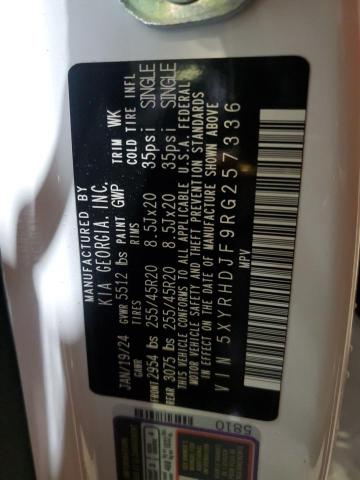 MANUFACTURED BY
KIA GEORGIA, INC.
JAN/19/24 PAINT GWP TRIM WK
GVWR 5512 lbs
GAWR TIRES RIMS COLD TIRE INFL
FRONT 2954 lbs 255/45R20 8.5Jx20 35psi SINGLE
REAR 3075 lbs 255/45R20 8.5Jx20 35psi SINGLE
THIS VEHICLE CONFORMS TO ALL APPLICABLE U.S.A. FEDERAL
MOTOR VEHICLE SAFETY AND THEFT PREVENTION STANDARDS
IN EFFECT ON THE DATE OF MANUFACTURE SHOWN ABOVE
VIN 5XYRHDJF9RG257336
MPV
5810